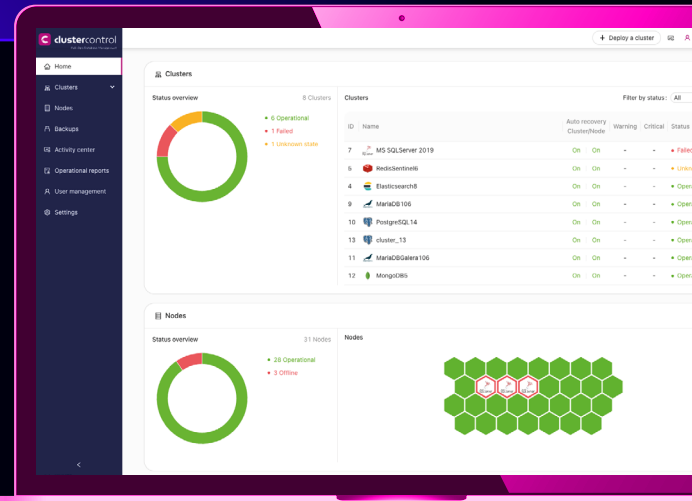 clustercontrol
+ Deploy a cluster
Home
Clusters
Nodes
Backups
Activity center
Operational reports
User management
Settings
Clusters
Status overview
8 Clusters
6 Operational
1 Failed
1 Unknown state
Clusters
Filter by status: All
ID Name Auto recovery Cluster/Node Warning Critical Status
7 MS SQLServer 2019 On On - - Failed
5 RedisSentinel6 On On - -
4 Elasticsearch8 On On - -
9 MariaDB106 On On - -
10 PostgreSQL14 On On - -
13 cluster_13 On On - -
11 MariaDBGalera106 On On - -
12 MongoDB5 On On - -
Nodes
Status overview
31 Nodes
28 Operational
3 Offline
Nodes